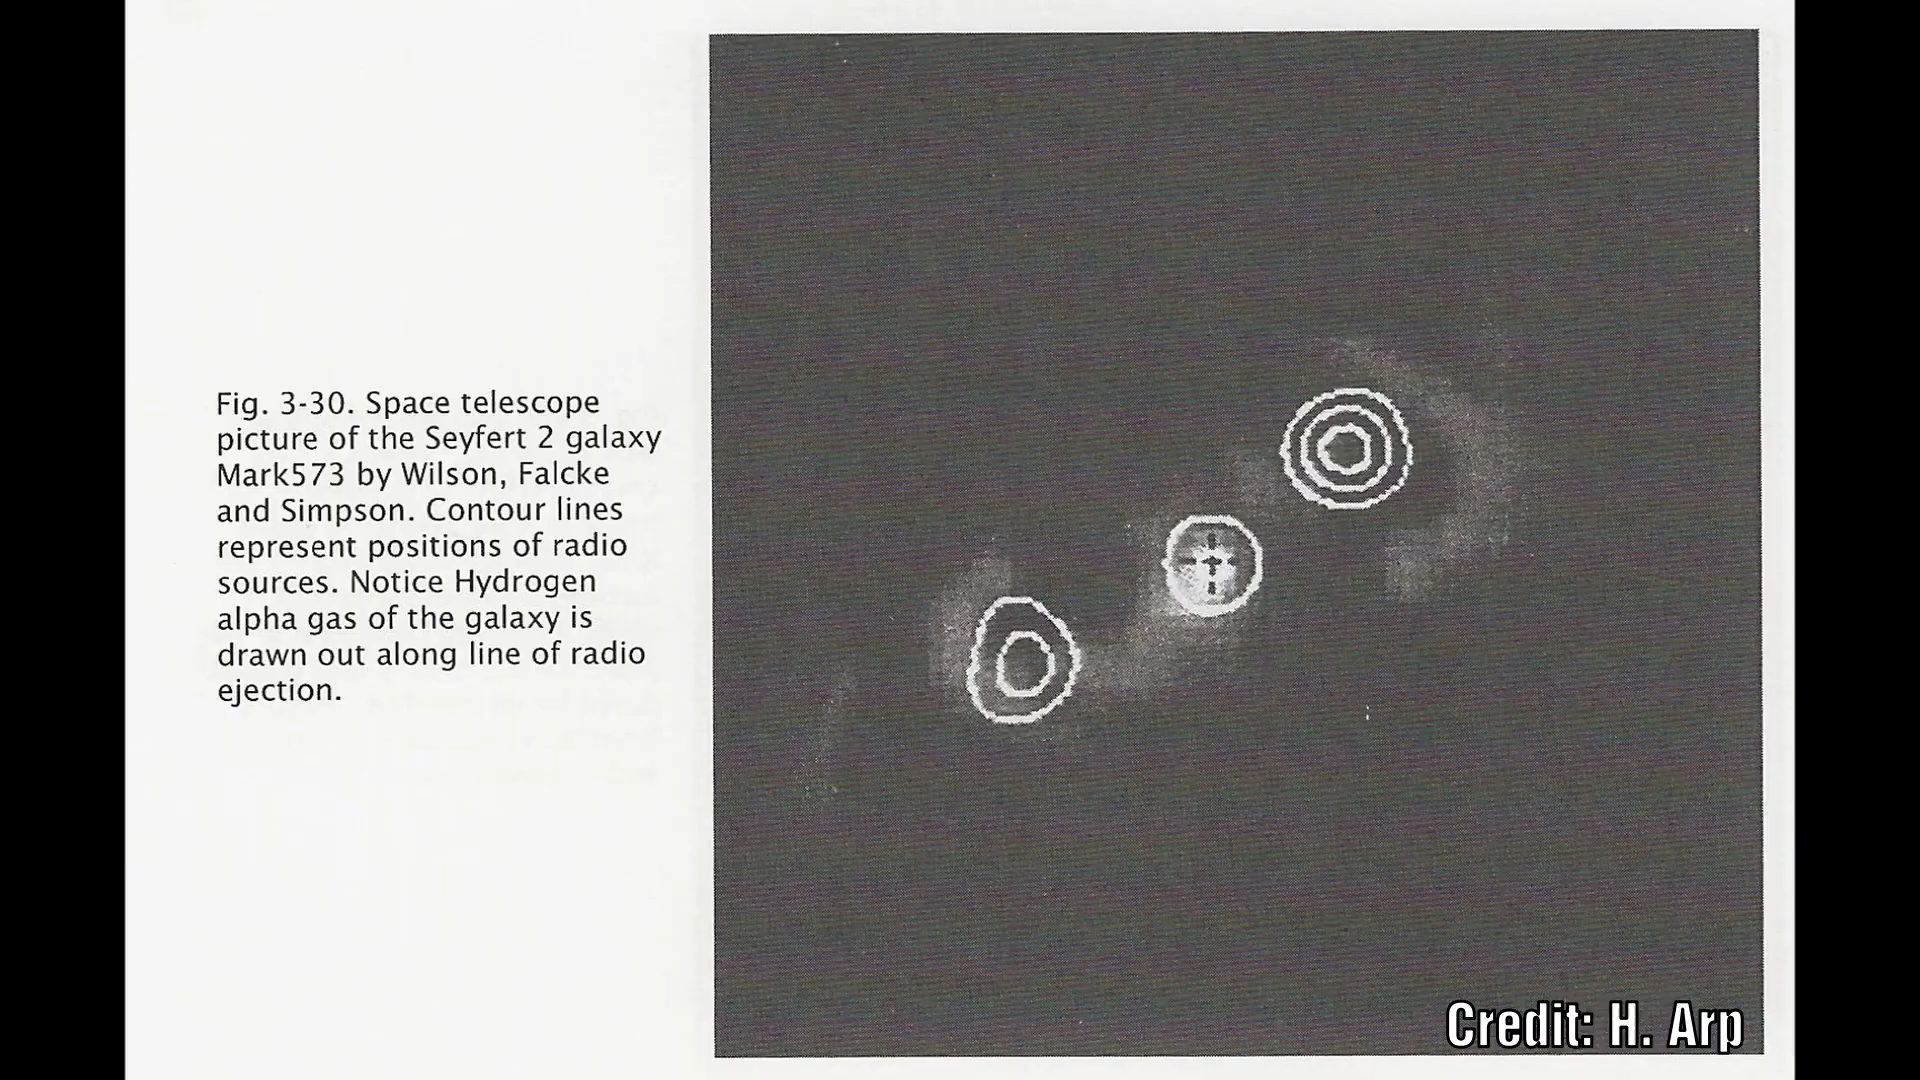 Fig. 3-30. Space telescope
picture of the Seyfert 2 galaxy
Mark573 by Wilson, Falcke
and Simpson. Contour lines
represent positions of radio
sources. Notice Hydrogen
alpha gas of the galaxy is
drawn out along line of radio
ejection.
Credit: H. Arp